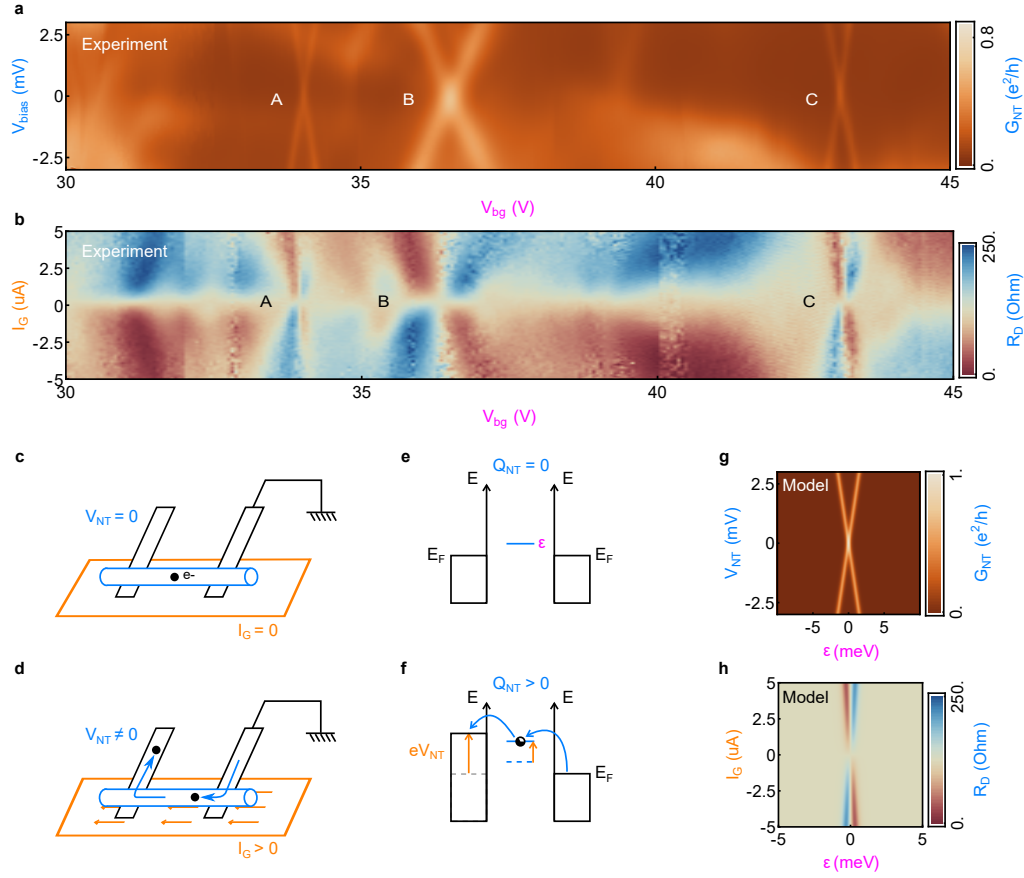 a
Experiment
A
B
C
2.5
0
-2.5
V_bias (mV)
30
35
40
45
V_bg (V)
0.8
0.
G_NT (e²/h)
b
Experiment
A
B
C
5
2.5
0
-2.5
-5
I_G (uA)
30
35
40
45
V_bg (V)
250.
0.
R_D (Ohm)
c
V_NT = 0
e-
I_G = 0
d
V_NT ≠ 0
I_G > 0
e
Q_NT = 0
E
E
E_F
ε
E_F
f
Q_NT > 0
E
E
eV_NT
E_F
g
Model
2.5
0
-2.5
V_NT (mV)
-5
0
5
ε (meV)
1.
0.
G_NT (e²/h)
h
Model
5
2.5
0
-2.5
-5
I_G (uA)
-5
0
5
ε (meV)
250.
0.
R_D (Ohm)